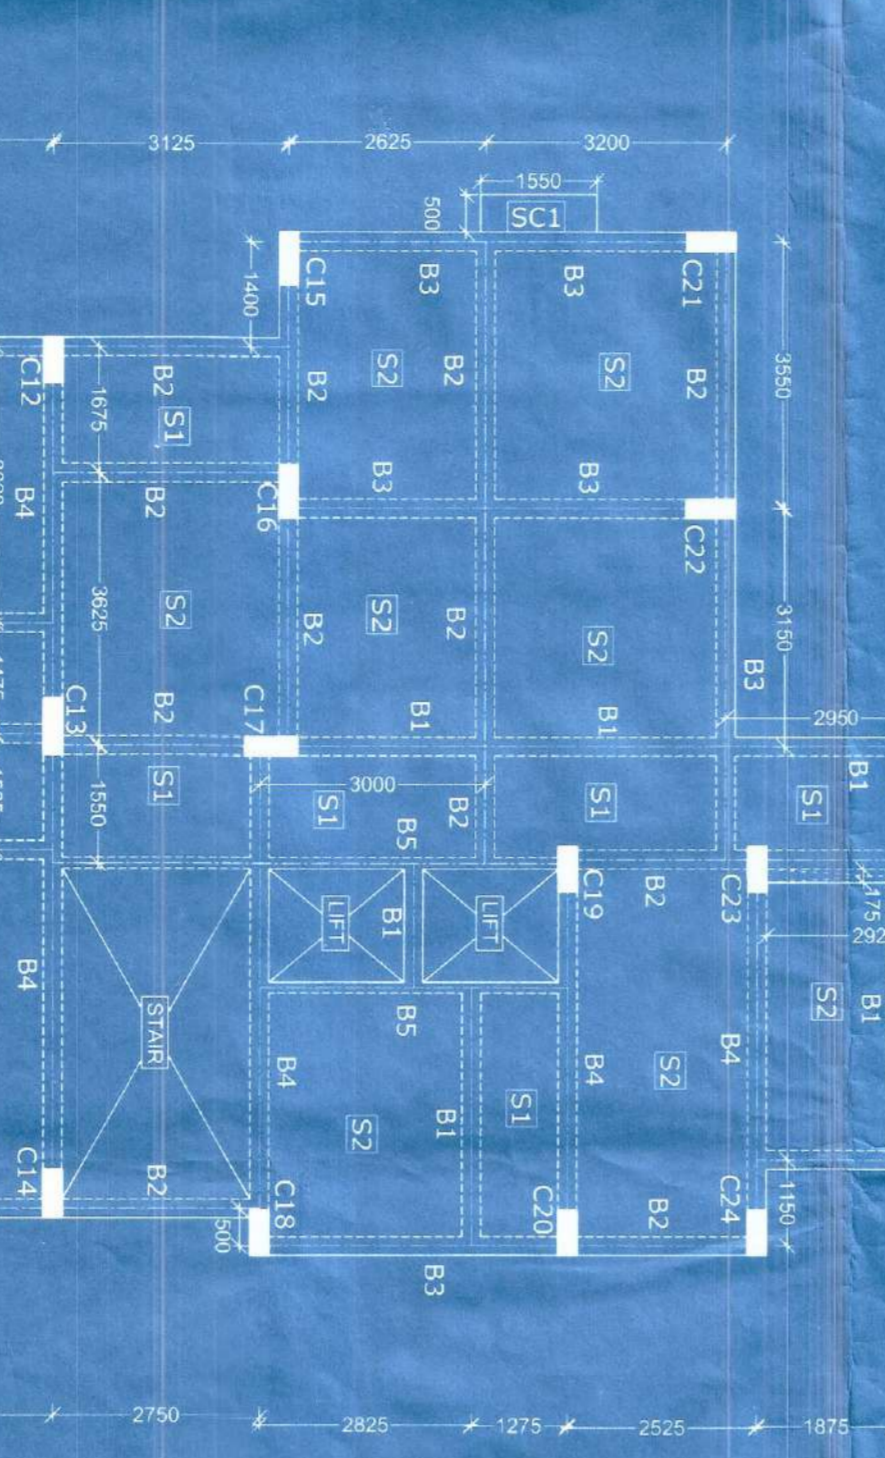 3125
2625
3200
1550
500
SC1
1400
C15
B3
B3
C21
3550
C12
B2
S1
1675
B2
S2
B2
S2
B2
B4
B2
C16
B3
B3
C22
3625
S2
B2
S2
B2
S2
3150
B3
C13
B2
C17
B1
B1
2950
1550
S1
3000
S1
B2
B5
S1
S1
B1
LIFT
B1
LIFT
C19
B2
C23
175
B4
STAIR
B5
S2
B1
B4
S2
B1
S1
B4
S2
B4
C14
B2
500
C18
C20
B2
C24
1150
B3
2750
2825
1275
2525
1875